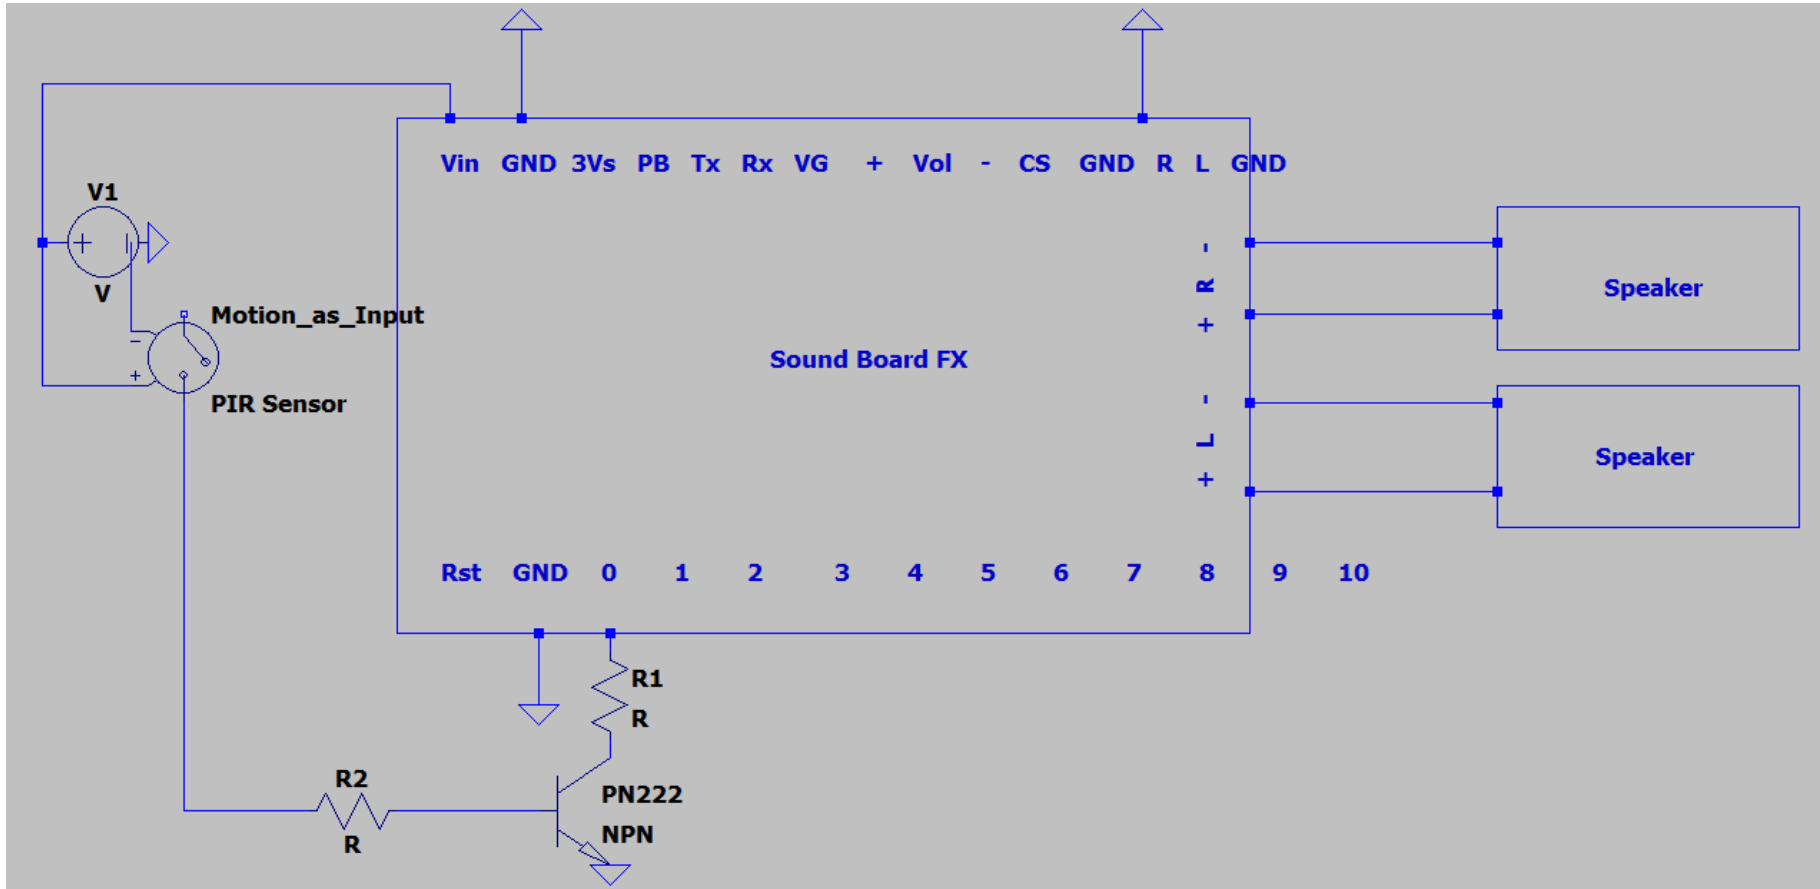 Vin GND 3Vs PB Tx Rx VG + Vol - CS GND R L GND
V1
V
Motion_as_Input
PIR Sensor
- +
Sound Board FX
- R +
- L +
Speaker
Speaker
Rst GND 0 1 2 3 4 5 6 7 8 9 10
R1
R
R2
R
PN222
NPN